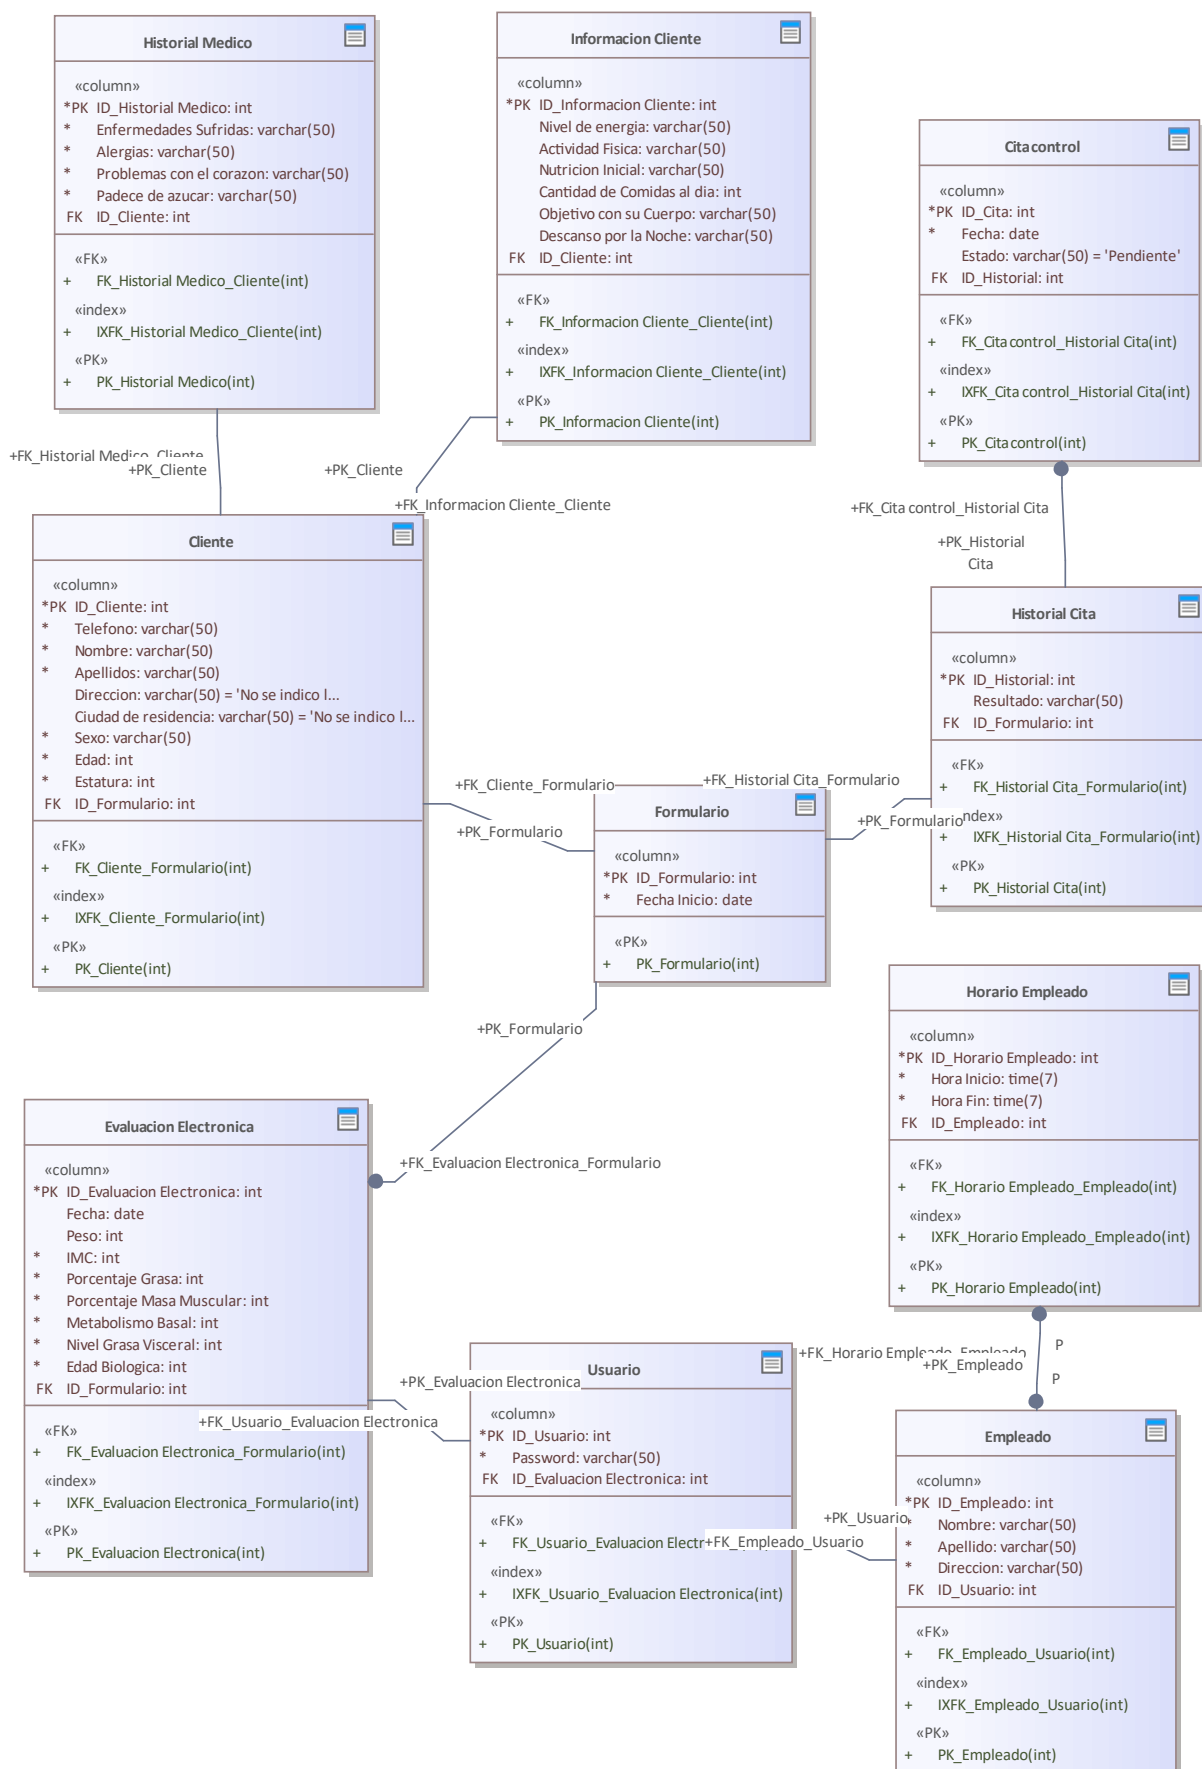 Historial Medico
«column»
*PK ID_Historial Medico: int
* Enfermedades Sufridas: varchar(50)
* Alergias: varchar(50)
* Problemas con el corazon: varchar(50)
* Padece de azucar: varchar(50)
FK ID_Cliente: int
«FK»
+ FK_Historial Medico_Cliente(int)
«index»
+ IXFK_Historial Medico_Cliente(int)
«PK»
+ PK_Historial Medico(int)
Informacion Cliente
«column»
*PK ID_Informacion Cliente: int
Nivel de energia: varchar(50)
Actividad Fisica: varchar(50)
Nutricion Inicial: varchar(50)
Cantidad de Comidas al dia: int
Objetivo con su Cuerpo: varchar(50)
Descanso por la Noche: varchar(50)
FK ID_Cliente: int
«FK»
+ FK_Informacion Cliente_Cliente(int)
«index»
+ IXFK_Informacion Cliente_Cliente(int)
«PK»
+ PK_Informacion Cliente(int)
Cita control
«column»
*PK ID_Cita: int
* Fecha: date
Estado: varchar(50) = 'Pendiente'
FK ID_Historial: int
«FK»
+ FK_Cita control_Historial Cita(int)
«index»
+ IXFK_Cita control_Historial Cita(int)
«PK»
+ PK_Cita control(int)
+FK_Historial Medico_Cliente
+PK_Cliente
+PK_Cliente
+FK_Informacion Cliente_Cliente
+FK_Cita control_Historial Cita
+PK_Historial
Cita
Cliente
«column»
*PK ID_Cliente: int
* Telefono: varchar(50)
* Nombre: varchar(50)
* Apellidos: varchar(50)
Direccion: varchar(50) = 'No se indico l...
Ciudad de residencia: varchar(50) = 'No se indico l...
* Sexo: varchar(50)
* Edad: int
* Estatura: int
FK ID_Formulario: int
«FK»
+ FK_Cliente_Formulario(int)
«index»
+ IXFK_Cliente_Formulario(int)
«PK»
+ PK_Cliente(int)
Historial Cita
«column»
*PK ID_Historial: int
Resultado: varchar(50)
FK ID_Formulario: int
«FK»
+ FK_Historial Cita_Formulario(int)
«index»
+ IXFK_Historial Cita_Formulario(int)
«PK»
+ PK_Historial Cita(int)
+FK_Cliente_Formulario
+PK_Formulario
+FK_Historial Cita_Formulario
+PK_Formulario
Formulario
«column»
*PK ID_Formulario: int
* Fecha Inicio: date
«PK»
+ PK_Formulario(int)
+PK_Formulario
+FK_Evaluacion Electronica_Formulario
Horario Empleado
«column»
*PK ID_Horario Empleado: int
* Hora Inicio: time(7)
* Hora Fin: time(7)
FK ID_Empleado: int
«FK»
+ FK_Horario Empleado_Empleado(int)
«index»
+ IXFK_Horario Empleado_Empleado(int)
«PK»
+ PK_Horario Empleado(int)
Evaluacion Electronica
«column»
*PK ID_Evaluacion Electronica: int
Fecha: date
Peso: int
* IMC: int
* Porcentaje Grasa: int
* Porcentaje Masa Muscular: int
* Metabolismo Basal: int
* Nivel Grasa Visceral: int
* Edad Biologica: int
FK ID_Formulario: int
«FK»
+ FK_Evaluacion Electronica_Formulario(int)
«index»
+ IXFK_Evaluacion Electronica_Formulario(int)
«PK»
+ PK_Evaluacion Electronica(int)
+PK_Evaluacion Electronica
+FK_Usuario_Evaluacion Electronica
Usuario
«column»
*PK ID_Usuario: int
* Password: varchar(50)
FK ID_Evaluacion Electronica: int
«FK»
+ FK_Usuario_Evaluacion Electr
«index»
+ IXFK_Usuario_Evaluacion Electronica(int)
«PK»
+ PK_Usuario(int)
+FK_Horario Empleado_Empleado
+PK_Empleado
P
P
+PK_Usuario
+FK_Empleado_Usuario
Empleado
«column»
*PK ID_Empleado: int
* Nombre: varchar(50)
* Apellido: varchar(50)
* Direccion: varchar(50)
FK ID_Usuario: int
«FK»
+ FK_Empleado_Usuario(int)
«index»
+ IXFK_Empleado_Usuario(int)
«PK»
+ PK_Empleado(int)